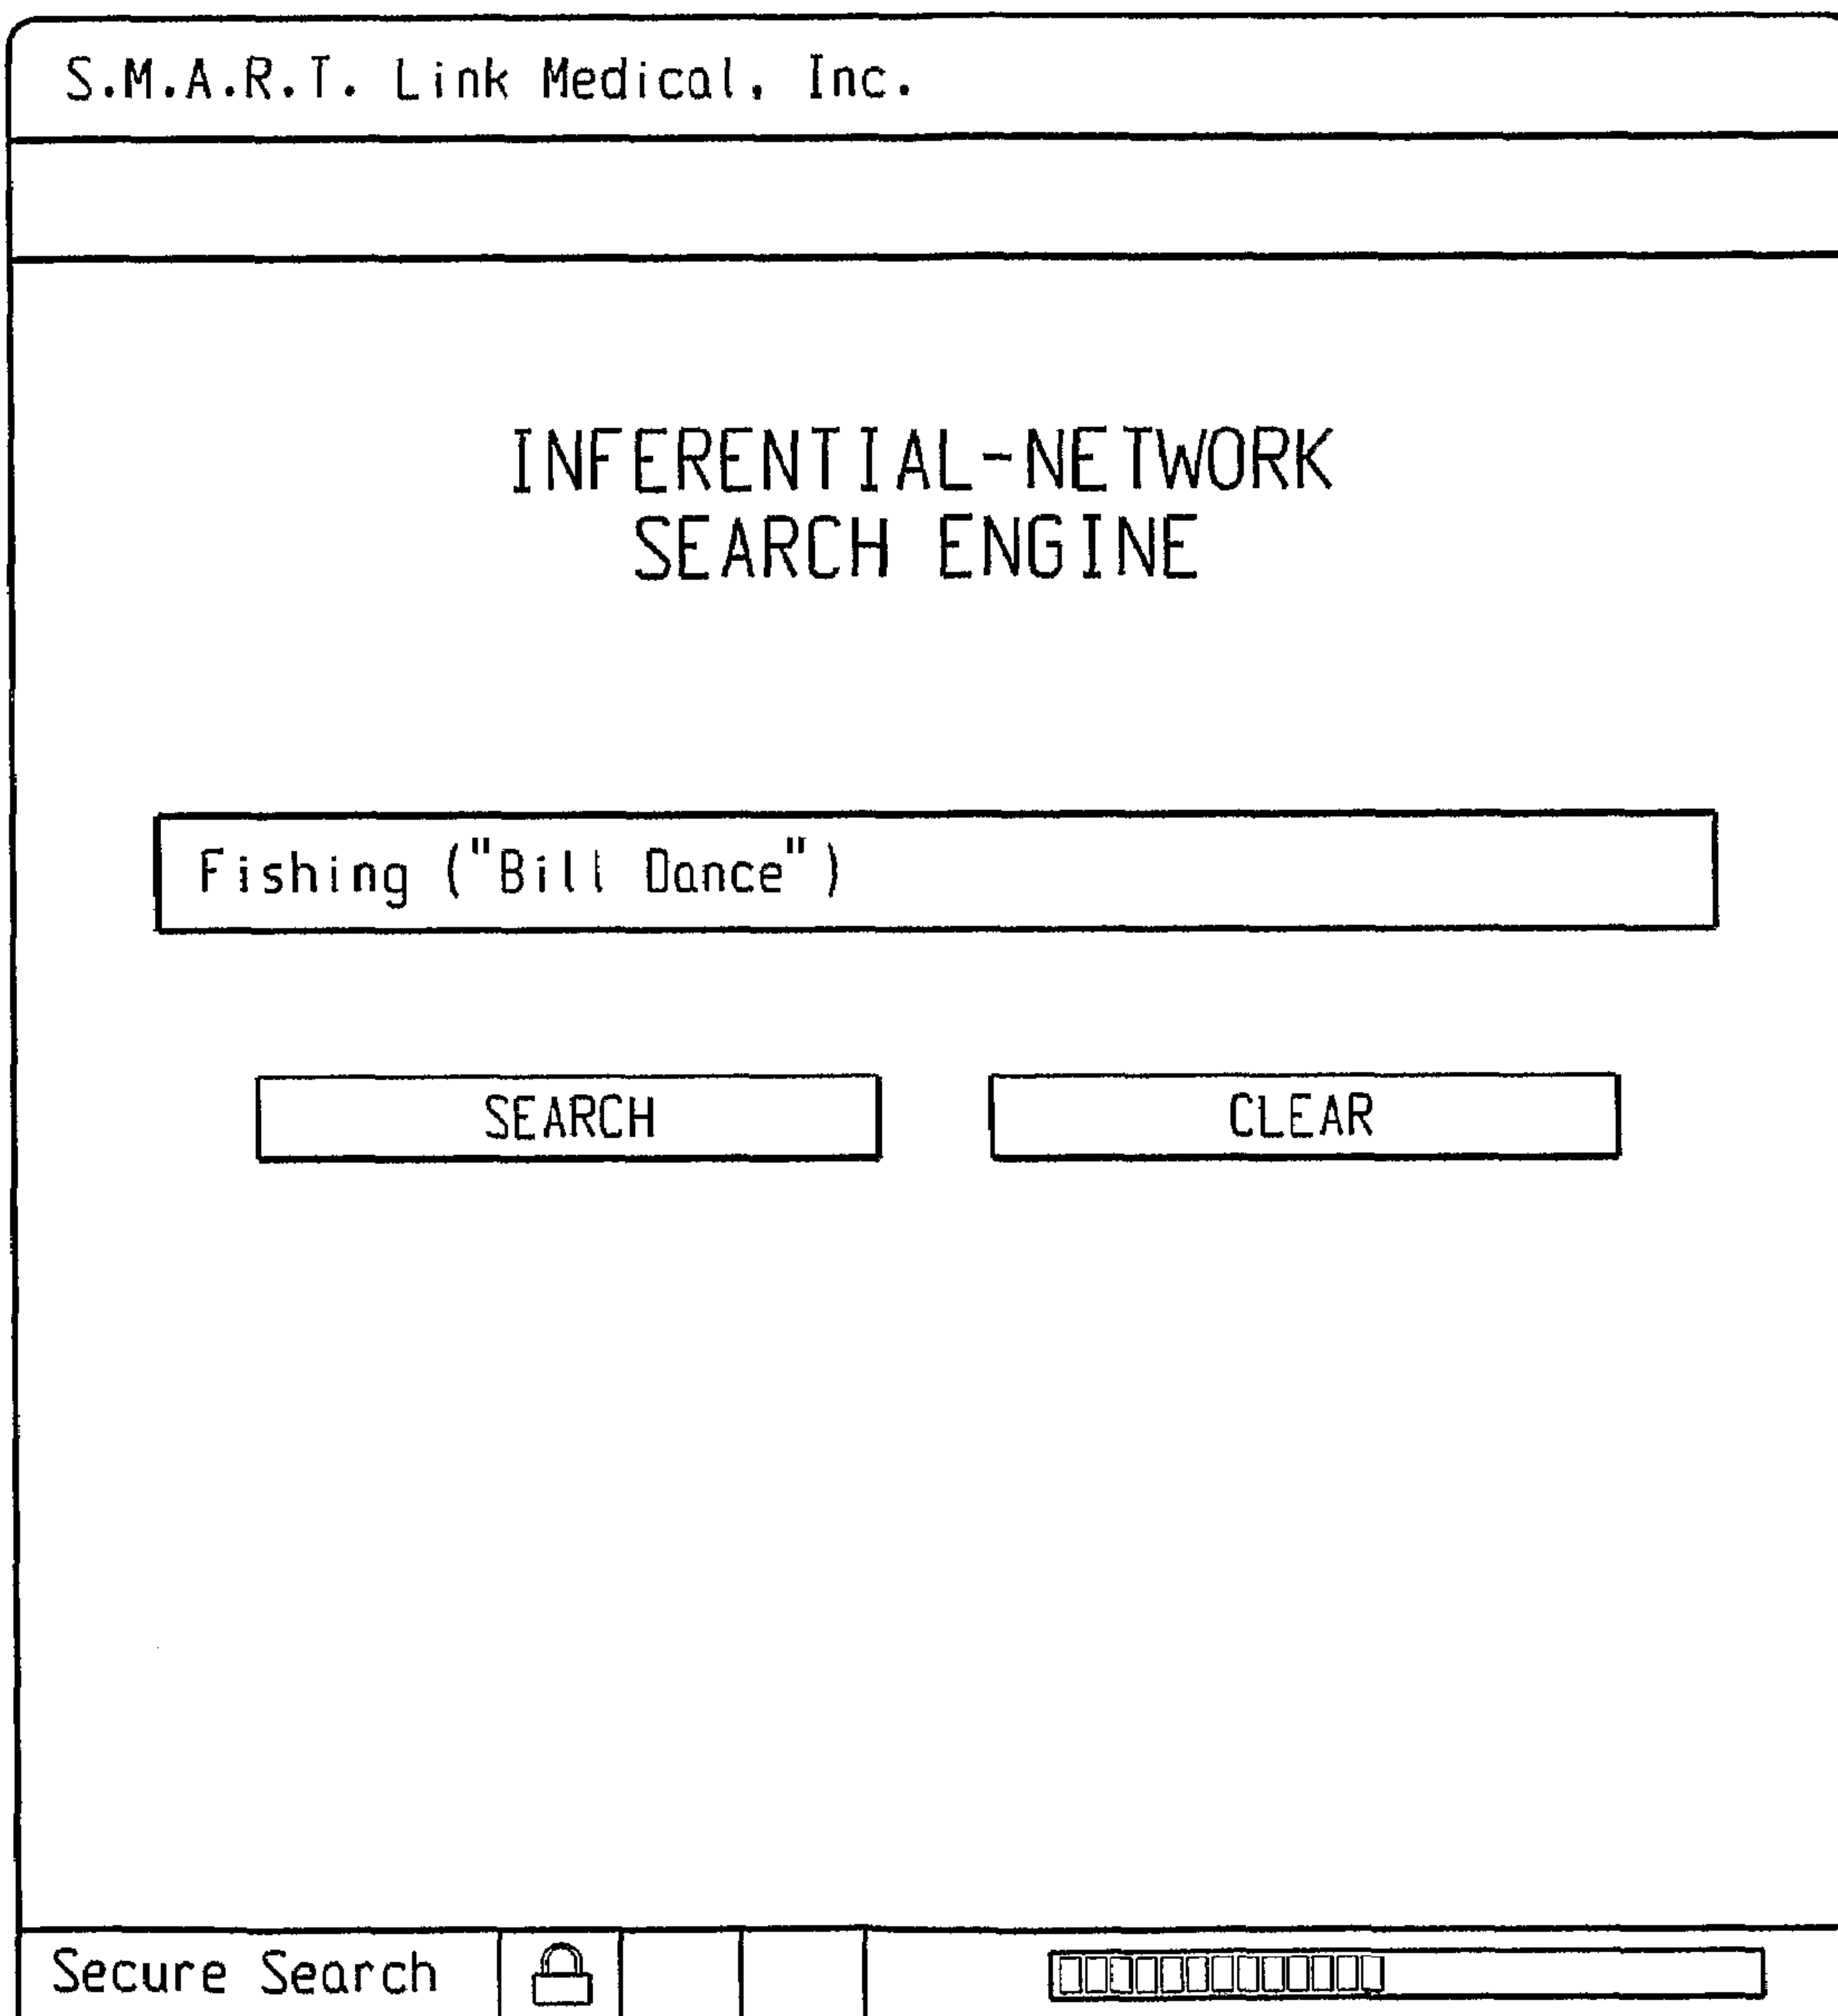 S.M.A.R.T. Link Medical, Inc.
INFERENTIAL-NETWORK
SEARCH ENGINE
Fishing ("Bill Dance")
SEARCH
CLEAR
Secure Search